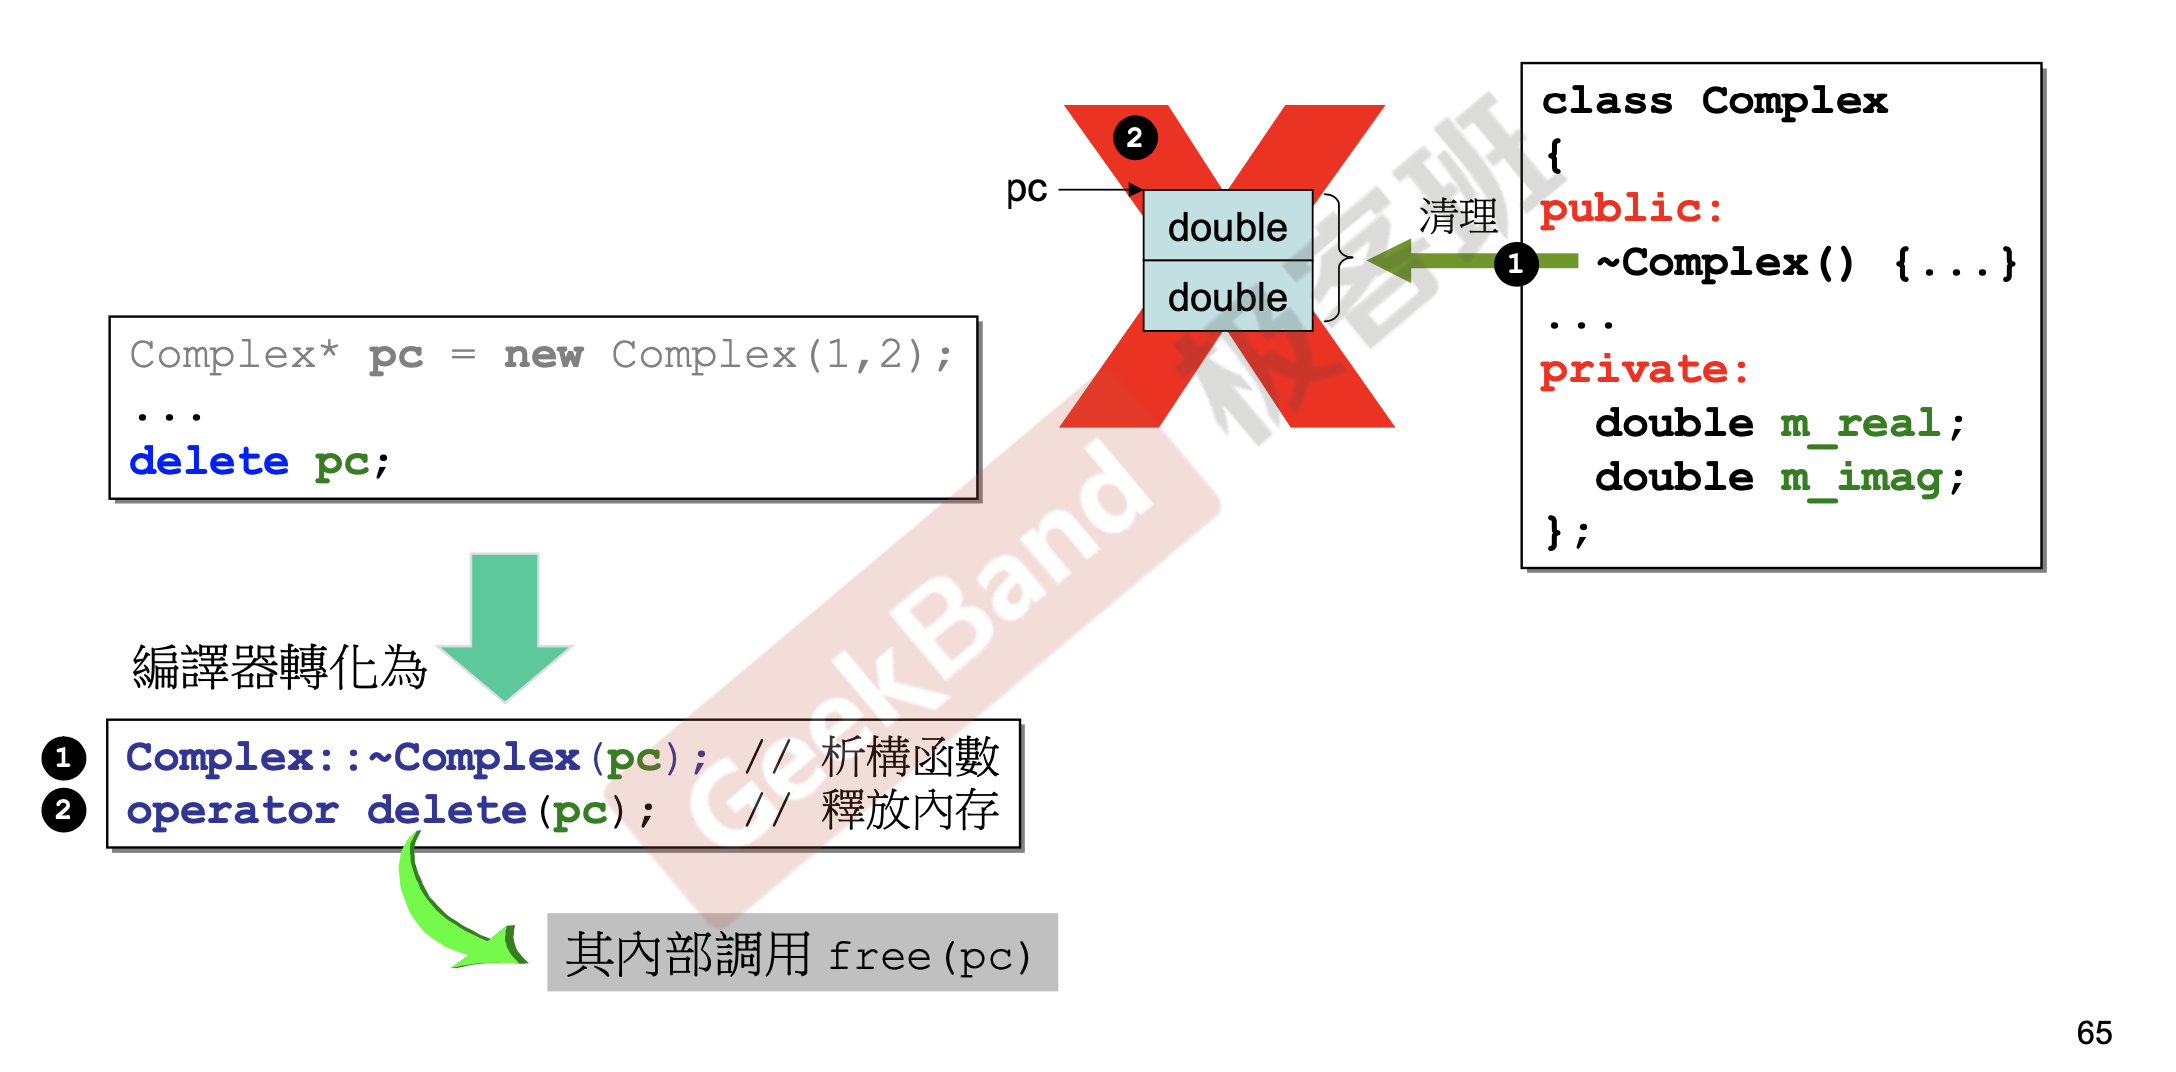 Complex* pc = new Complex(1,2);
...
delete pc;
編譯器轉化為
1 Complex::~Complex(pc); // 析構函數
2 operator delete(pc); // 釋放內存
其內部調用 free(pc)
2
pc
double
double
清理
1
class Complex
{
public:
~Complex() {...}
...
private:
double m_real;
double m_imag;
};
GeekBand 极客班
65